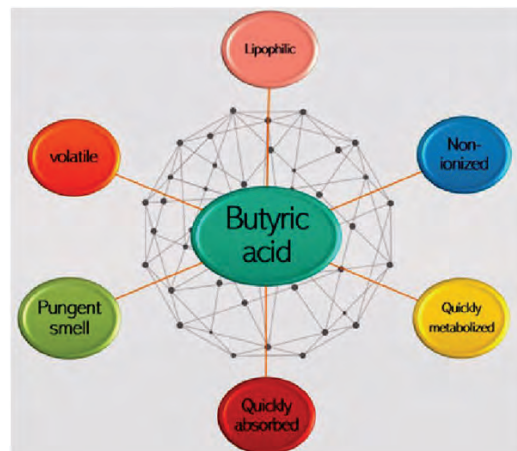 Lipophilic
volatile
Non-
ionized
Butyric
acid
Pungent
smell
Quickly
metabolized
Quickly
absorbed